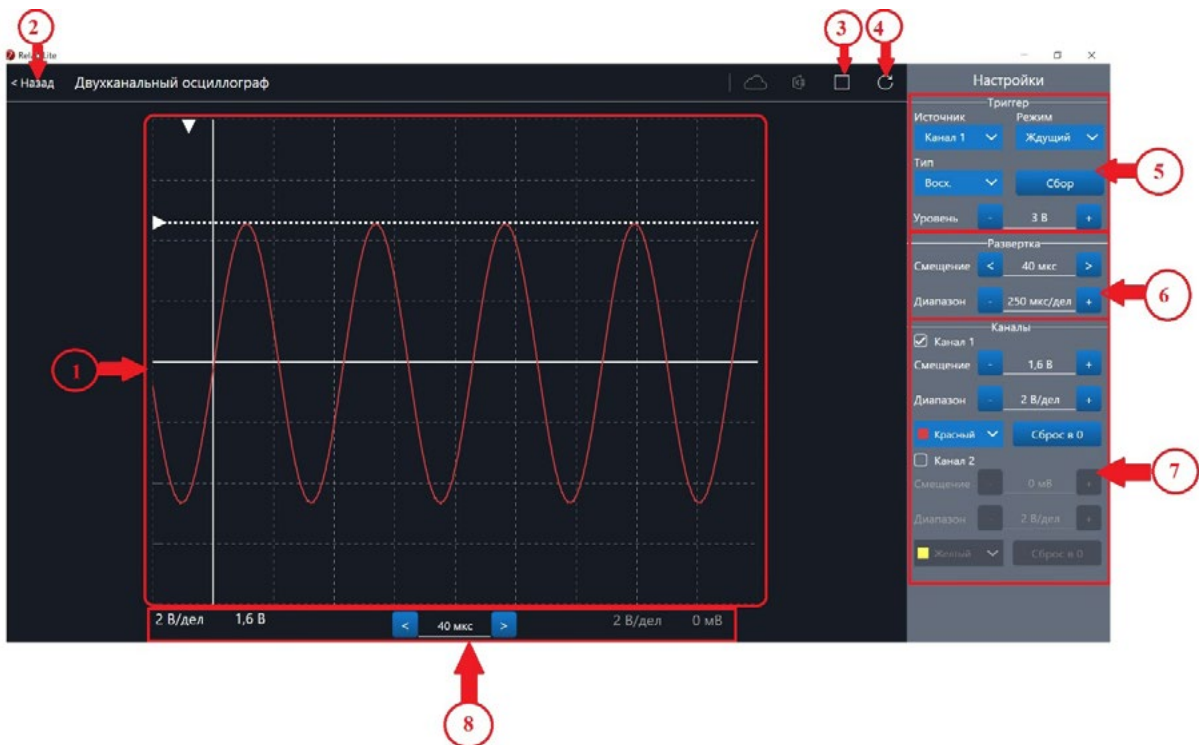 2
3
4
Relab Lite
< Назад Двухканальный осциллограф
Настройки
Триггер
Источник Режим
Канал 1 Ждущий
Тип
Восх. Сбор
5
Уровень - 3 В +
Развертка
Смещение < 40 мкс >
6
Диапазон - 250 мкс/дел +
Каналы
Канал 1
1
Смещение - 1,6 В +
Диапазон - 2 В/дел +
Красный Сброс в 0
Канал 2
7
Смещение - 0 мВ +
Диапазон - 2 В/дел +
Желтый Сброс в 0
2 В/дел 1,6 В < 40 мкс > 2 В/дел 0 мВ
8